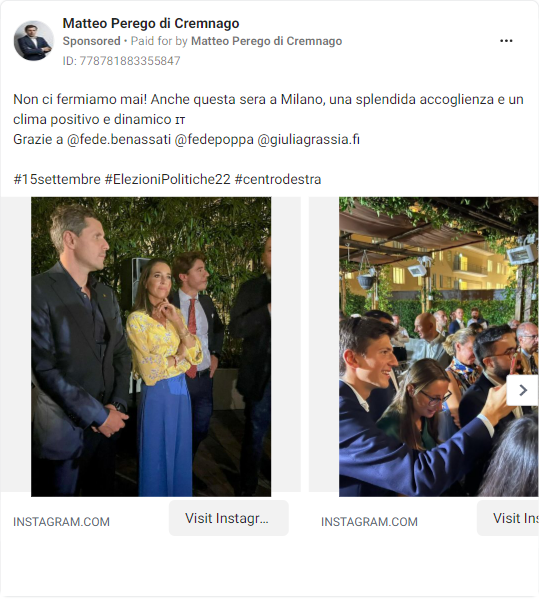 Matteo Perego di Cremnago
Sponsored • Paid for by Matteo Perego di Cremnago
ID: 778781883355847
Non ci fermiamo mai! Anche questa sera a Milano, una splendida accoglienza e un
clima positivo e dinamico IT
Grazie a @fede.benassati @fedepoppa @giuliagrassia.fi
#15settembre #ElezioniPolitiche22 #centrodestra
INSTAGRAM.COM
Visit Instagr...
INSTAGRAM.COM
Visit Ins